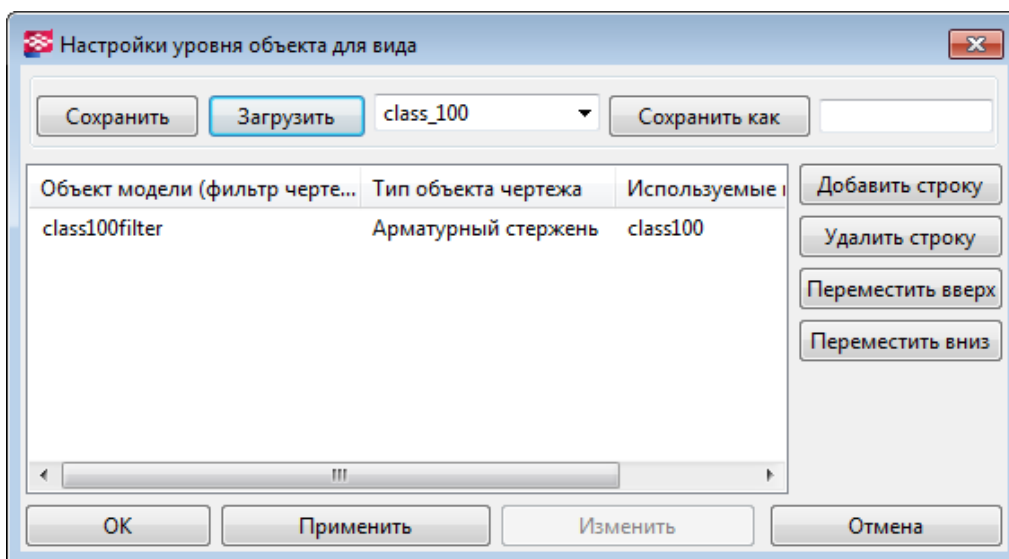 Настройки уровня объекта для вида
Сохранить Загрузить class_100 Сохранить как
Объект модели (фильтр черте... Тип объекта чертежа Используемые
class100filter Арматурный стержень class100
Добавить строку
Удалить строку
Переместить вверх
Переместить вниз
OK Применить Изменить Отмена